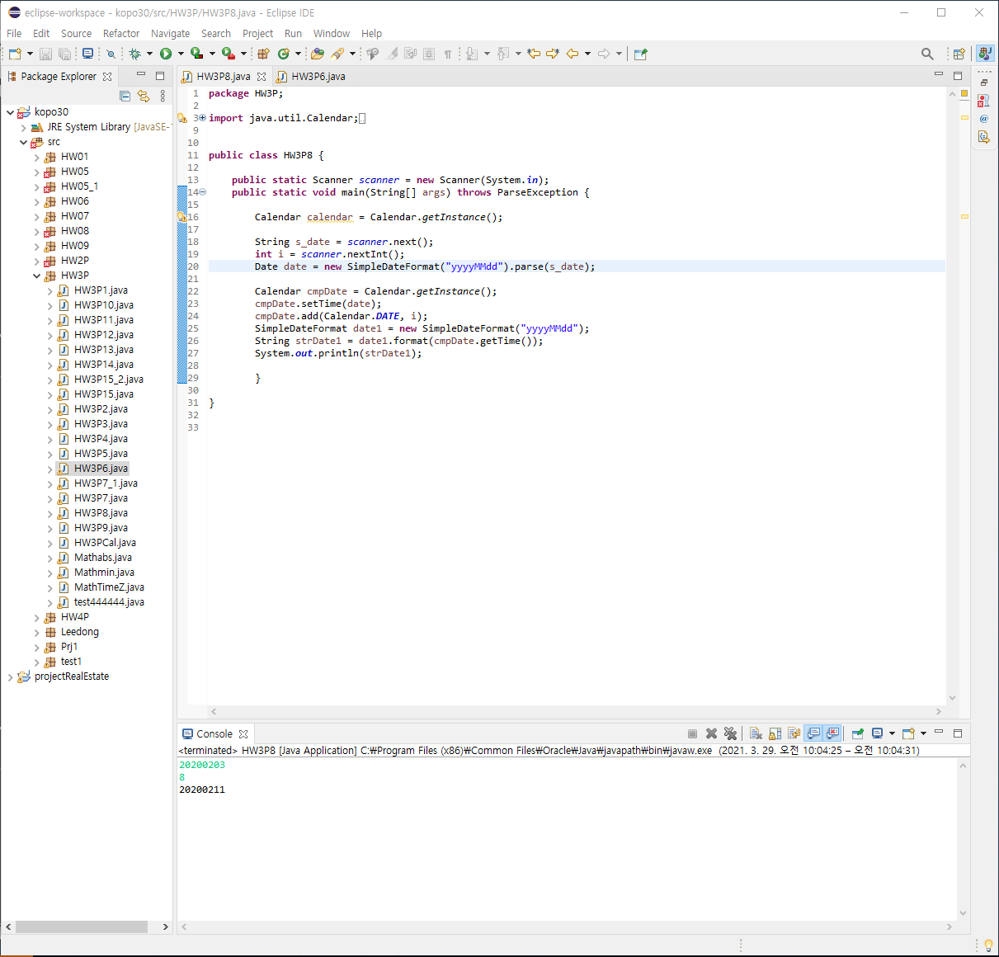 eclipse-workspace - kopo30/src/HW3P/HW3P8.java - Eclipse IDE
File Edit Source Refactor Navigate Search Project Run Window Help
Package Explorer
kopo30
JRE System Library [JavaSE-1
src
HW01
HW05
HW05_1
HW06
HW07
HW08
HW09
HW2P
HW3P
HW3P1.java
HW3P10.java
HW3P11.java
HW3P12.java
HW3P13.java
HW3P14.java
HW3P15_2.java
HW3P15.java
HW3P2.java
HW3P3.java
HW3P4.java
HW3P5.java
HW3P6.java
HW3P7_1.java
HW3P7.java
HW3P8.java
HW3P9.java
HW3PCal.java
Mathabs.java
Mathmin.java
MathTimeZ.java
test444444.java
HW4P
Leedong
Prj1
test1
projectRealEstate
HW3P8.java HW3P6.java
1 package HW3P;
2
3 import java.util.Calendar;
9
10
11 public class HW3P8 {
12
13 public static Scanner scanner = new Scanner(System.in);
14 public static void main(String[] args) throws ParseException {
15
16 Calendar calendar = Calendar.getInstance();
17
18 String s_date = scanner.next();
19 int i = scanner.nextInt();
20 Date date = new SimpleDateFormat("yyyyMMdd").parse(s_date);
21
22 Calendar cmpDate = Calendar.getInstance();
23 cmpDate.setTime(date);
24 cmpDate.add(Calendar.DATE, i);
25 SimpleDateFormat date1 = new SimpleDateFormat("yyyyMMdd");
26 String strDate1 = date1.format(cmpDate.getTime());
27 System.out.println(strDate1);
28
29 }
30
31 }
32
33
Console
<terminated> HW3P8 [Java Application] C:₩Program Files (x86)₩Common Files₩Oracle₩Java₩javapath₩bin₩javaw.exe (2021. 3. 29. 오전 10:04:25 – 오전 10:04:31)
20200203
8
20200211